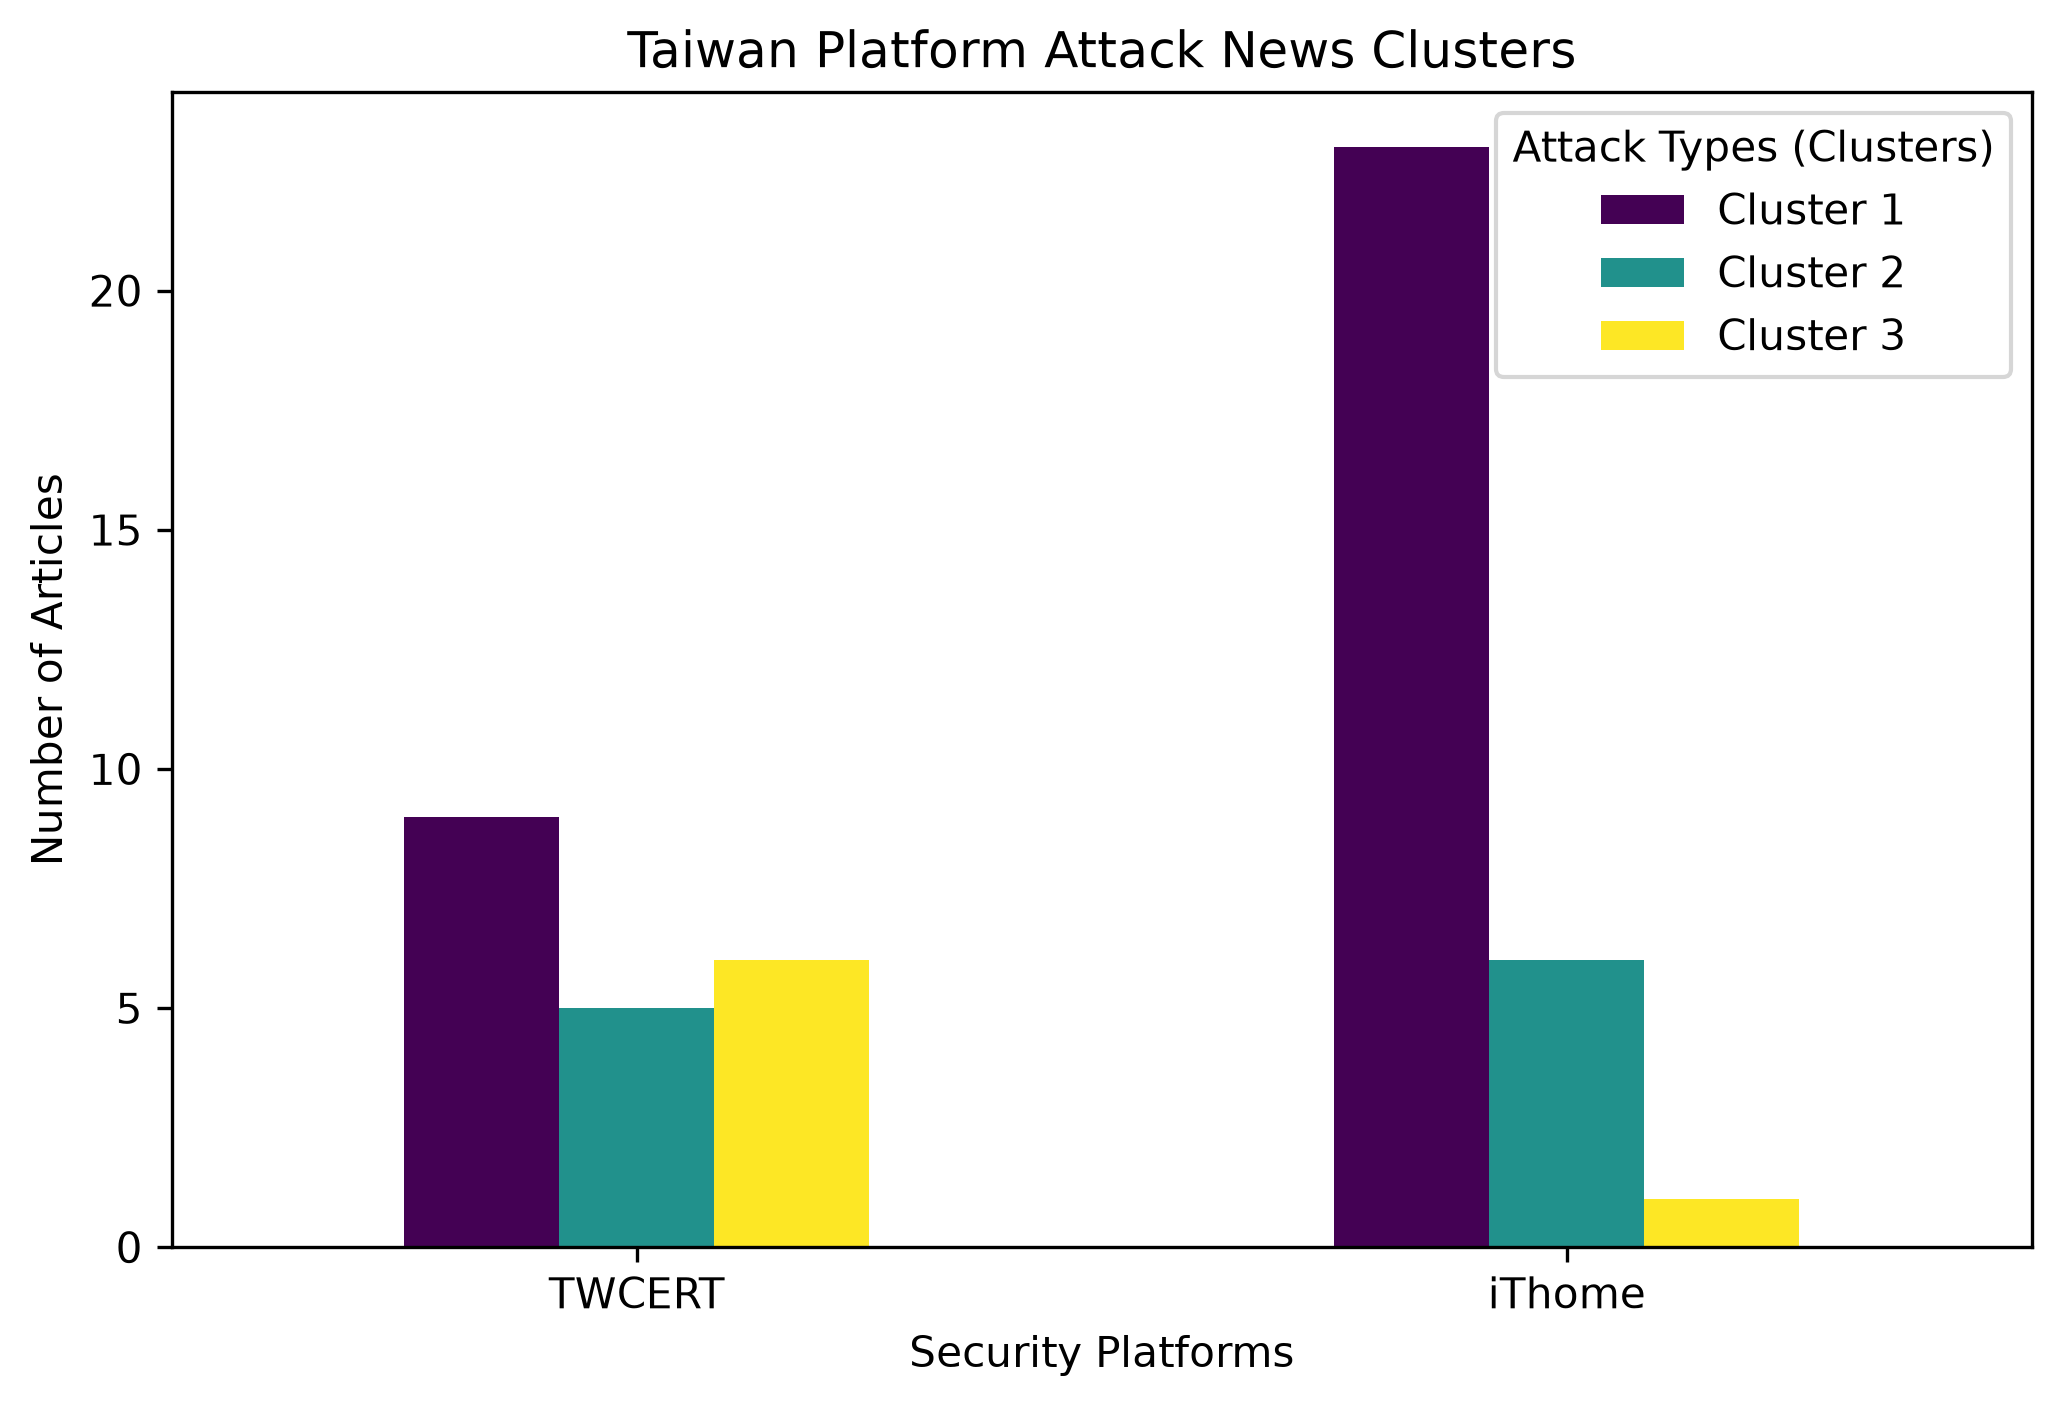 Taiwan Platform Attack News Clusters
Attack Types (Clusters)
Cluster 1
Cluster 2
Cluster 3
Number of Articles
20
15
10
5
0
TWCERT
iThome
Security Platforms